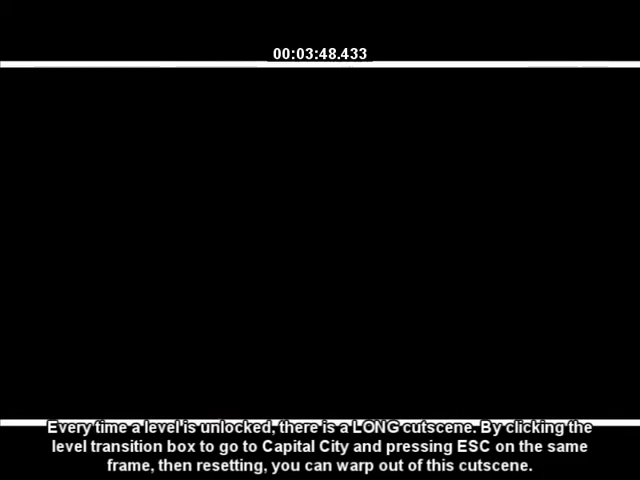 00:03:48.433
Every time a level is unlocked, there is a LONG cutscene. By clicking the
level transition box to go to Capital City and pressing ESC on the same
frame, then resetting, you can warp out of this cutscene.